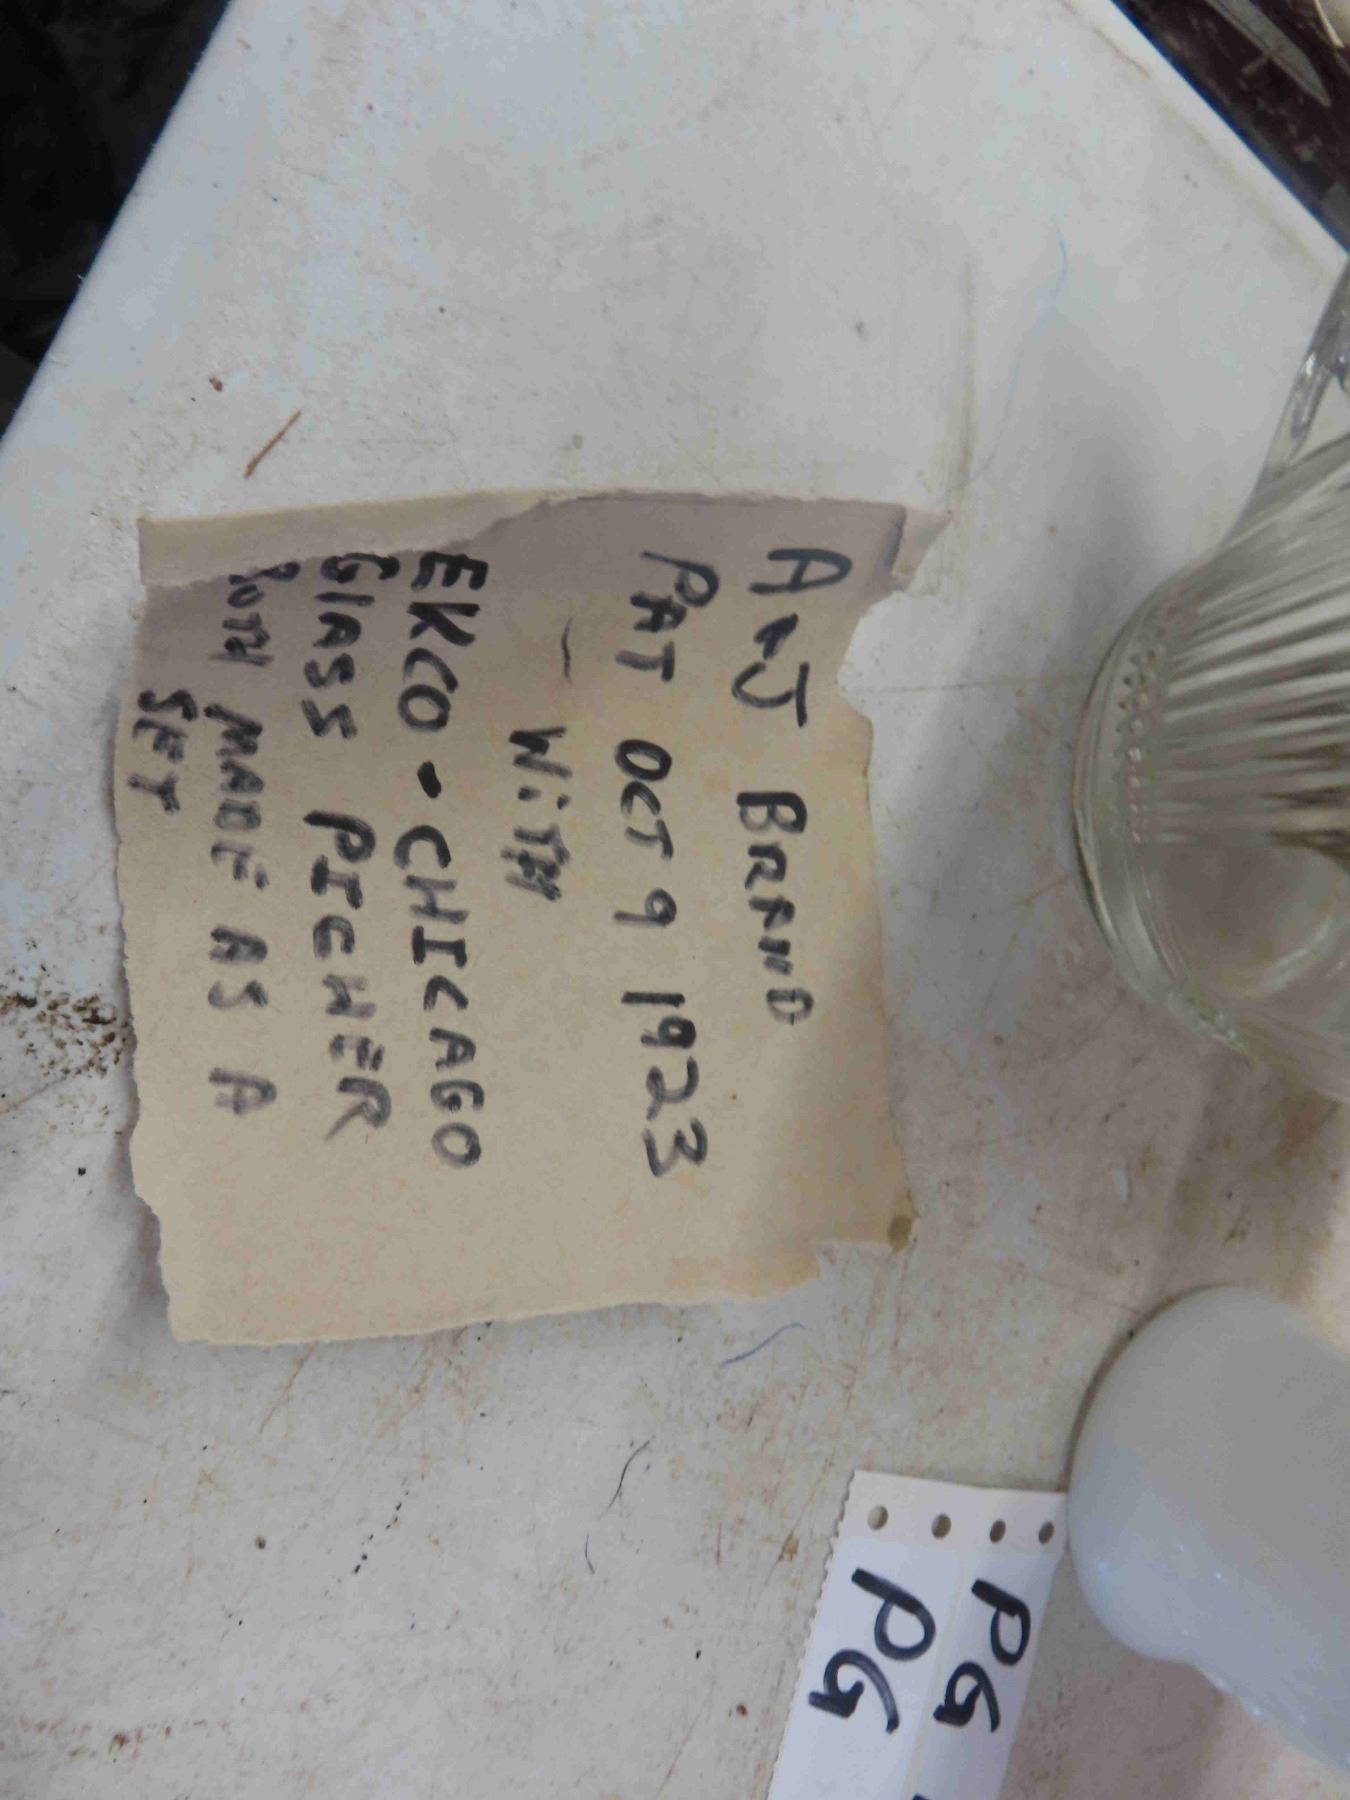 A & J BRAND
PAT OCT 9 1923
- WiTH
EKCO - CHICAGO
GlASS PICHER
BOTH MADE AS A
SET
PG
PG